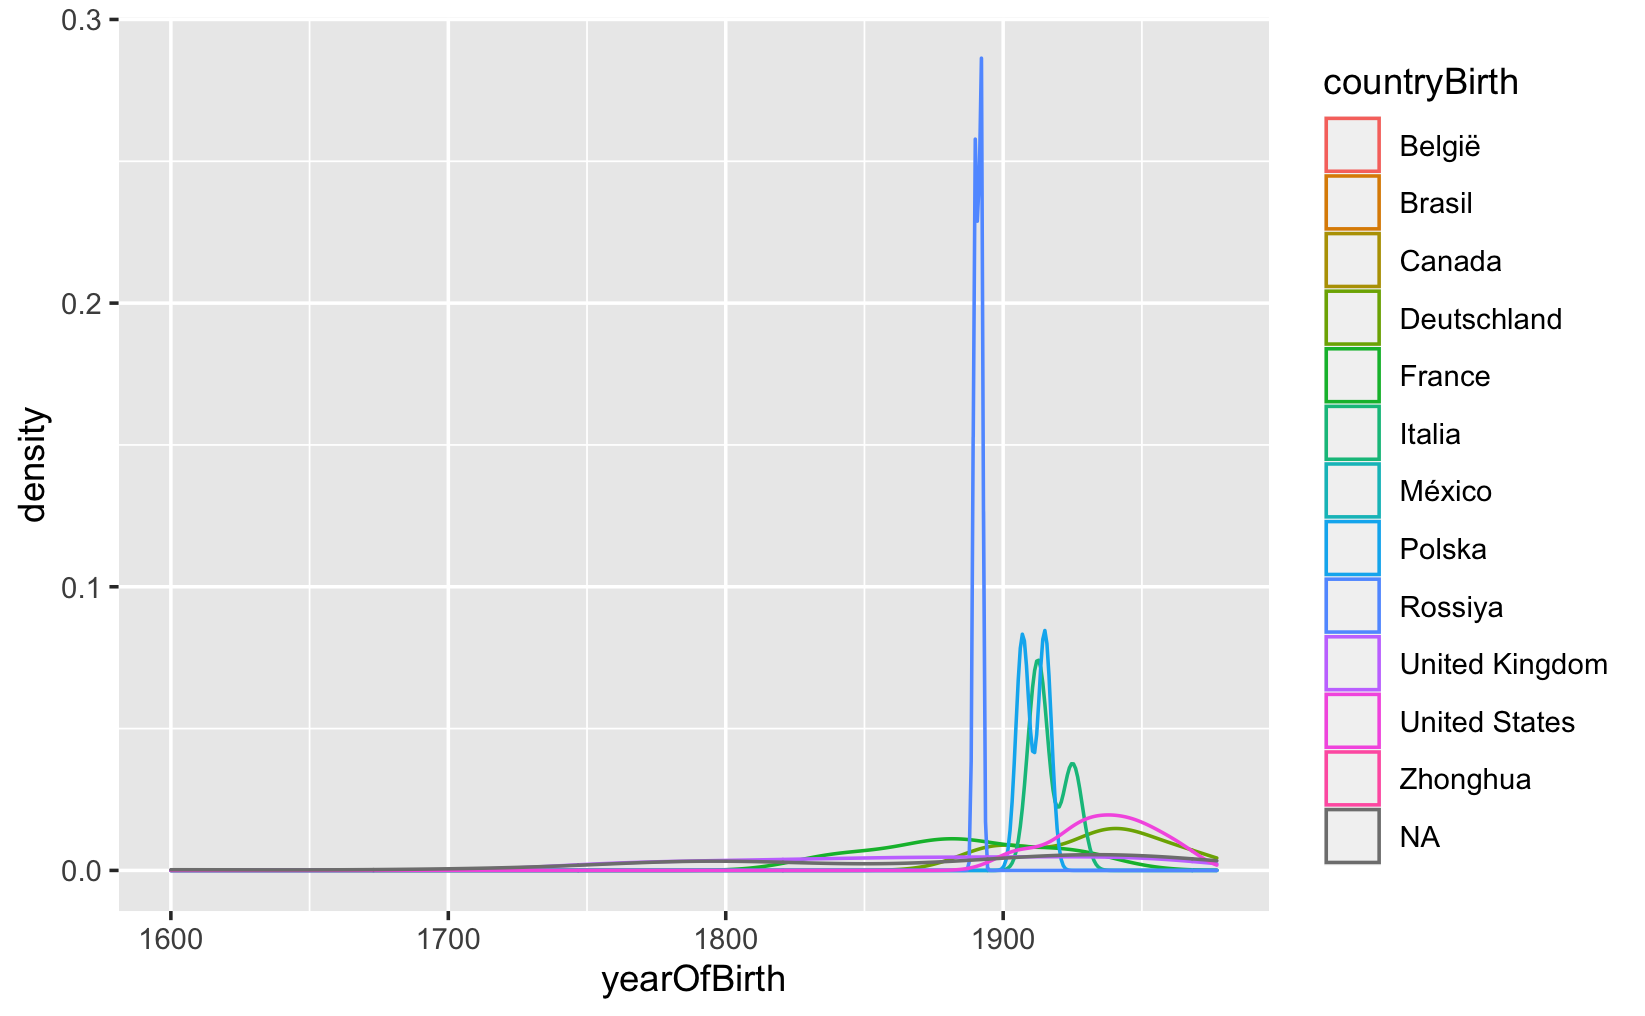 0.3
0.2
0.1
0.0
density
1600
1700
1800
1900
yearOfBirth
countryBirth
België
Brasil
Canada
Deutschland
France
Italia
México
Polska
Rossiya
United Kingdom
United States
Zhonghua
NA